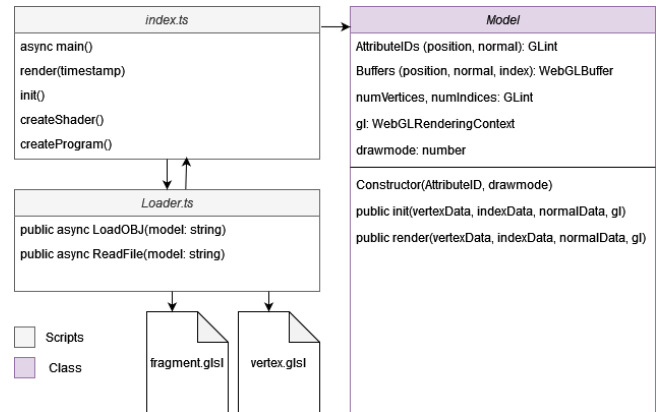 index.ts
async main()
render(timestamp)
init()
createShader()
createProgram()
Model
AttributeIDs (position, normal): GLint
Buffers (position, normal, index): WebGLBuffer
numVertices, numIndices: GLint
gl: WebGLRenderingContext
drawmode: number
Constructor(AttributeID, drawmode)
public init(vertexData, indexData, normalData, gl)
public render(vertexData, indexData, normalData, gl)
Loader.ts
public async LoadOBJ(model: string)
public async ReadFile(model: string)
fragment.glsl
vertex.glsl
Scripts
Class